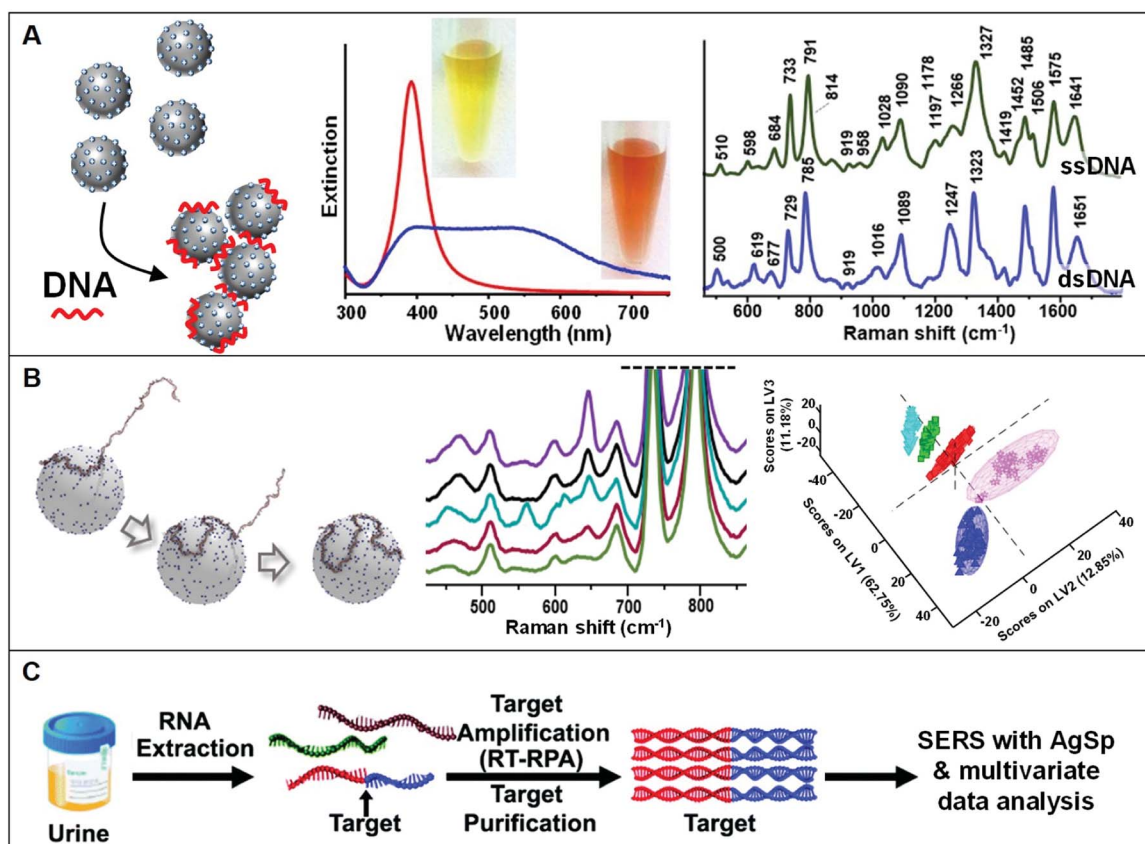 A
DNA
Extinction
300 400 500 600 700
Wavelength (nm)
510
598
684
733
791
814
919
958
1028
1090
1178
1197
1266
1327
1419
1452
1485
1506
1575
1641
ssDNA
500
619
677
729
785
919
1016
1089
1247
1323
1651
dsDNA
600 800 1000 1200 1400 1600
Raman shift (cm-1)
B
500 600 700 800
Raman shift (cm-1)
Scores on LV3
(11.18%)
20
0
-20
-40
-20
0
20
40
Scores on LV1 (62.75%)
-20
0
20
40
Scores on LV2 (12.85%)
C
Urine
RNA
Extraction
Target
Target
Amplification
(RT-RPA)
Target
Purification
Target
SERS with AgSp
& multivariate
data analysis